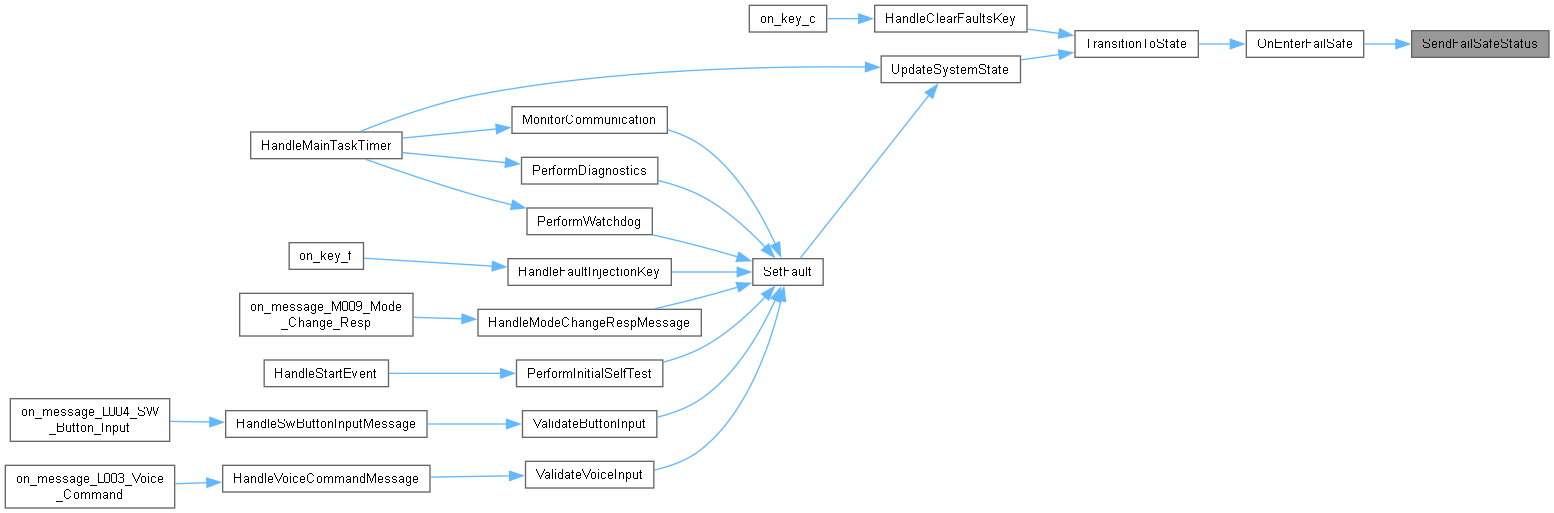 on_key_c
HandleClearFaultsKey
TransitionToState
OnEnterFailSafe
SendFailSafeStatus
UpdateSystemState
MonitorCommunication
HandleMainTaskTimer
PerformDiagnostics
PerformWatchdog
on_key_f
HandleFaultInjectionKey
SetFault
on_message_M009_Mode
_Change_Resp
HandleModeChangeRespMessage
HandleStartEvent
PerformInitialSelfTest
on_message_L004_SW
_Button_Input
HandleSwButtonInputMessage
ValidateButtonInput
on_message_L003_Voice
_Command
HandleVoiceCommandMessage
ValidateVoiceInput